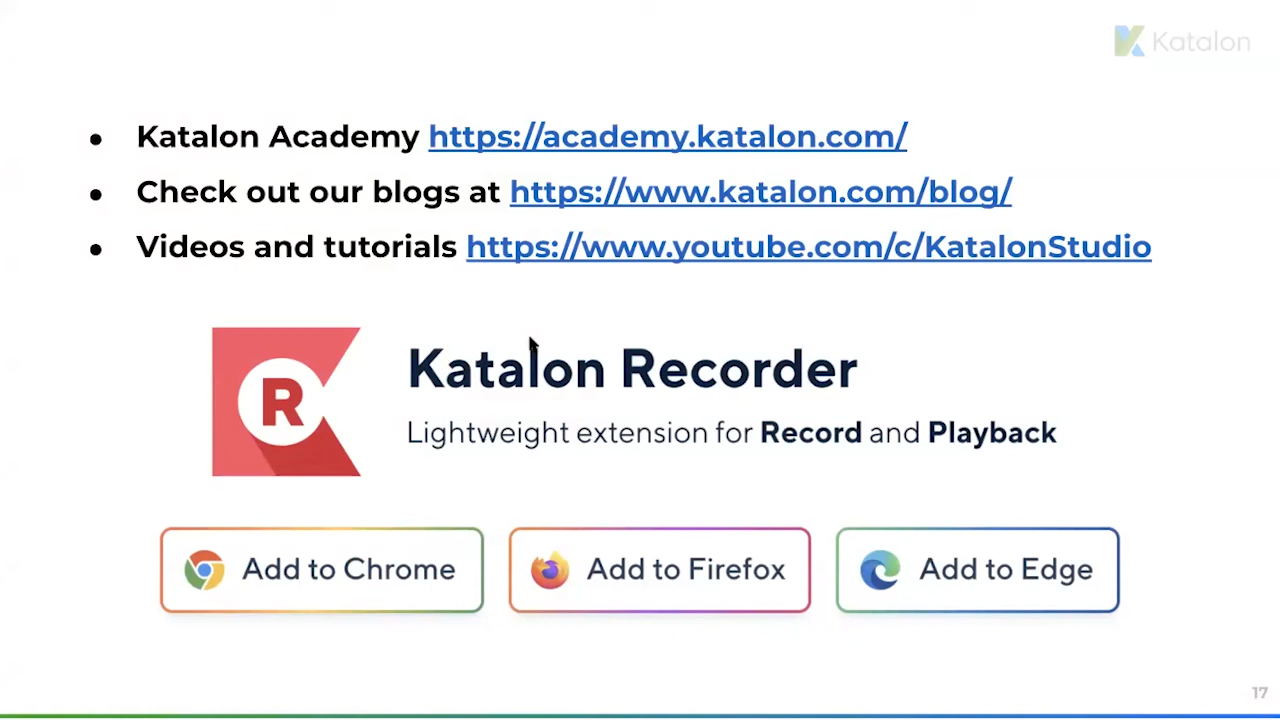 Katalon
• Katalon Academy https://academy.katalon.com/
• Check out our blogs at https://www.katalon.com/blog/
• Videos and tutorials https://www.youtube.com/c/KatalonStudio
R
Katalon Recorder
Lightweight extension for Record and Playback
Add to Chrome
Add to Firefox
Add to Edge
17